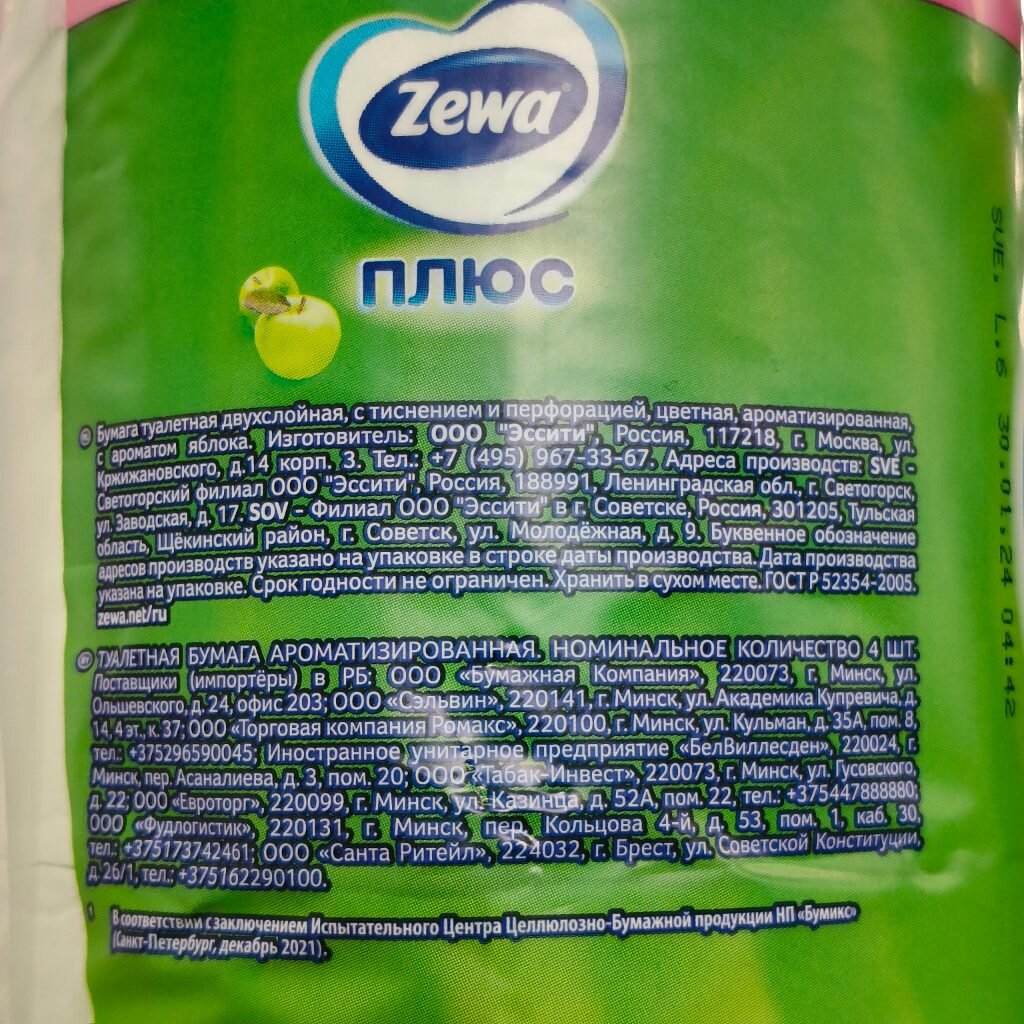 Zewa
плюс
RU Бумага туалетная двухслойная, с тиснением и перфорацией, цветная, ароматизированная,
с ароматом яблока. Изготовитель: ООО "Эссити", Россия, 117218, г. Москва, ул.
Кржижановского, д.14 корп. 3. Тел.: +7 (495) 967-33-67. Адреса производств: SVE -
Светогорский филиал ООО "Эссити", Россия, 188991, Ленинградская обл., г. Светогорск,
ул. Заводская, д. 17. SOV - Филиал ООО "Эссити" в г. Советске, Россия, 301205, Тульская
область, Щёкинский район, г. Советск, ул. Молодёжная, д. 9. Буквенное обозначение
адресов производств указано на упаковке в строке даты производства. Дата производства
указана на упаковке. Срок годности не ограничен. Хранить в сухом месте. ГОСТ Р 52354-2005.
zewa.net/ru
BY ТУАЛЕТНАЯ БУМАГА АРОМАТИЗИРОВАННАЯ. НОМИНАЛЬНОЕ КОЛИЧЕСТВО 4 ШТ.
Поставщики (импортёры) в РБ: ООО «Бумажная Компания», 220073, г. Минск, ул.
Ольшевского, д.24, офис 203; ООО «Сэльвин», 220141, г. Минск, ул. Академика Купревича, д.
14, 4 эт., к. 37; ООО «Торговая компания Ромакс», 220100, г. Минск, ул. Кульман, д. 35А, пом. 8,
тел.: +375296590045; Иностранное унитарное предприятие «БелВиллесден», 220024, г.
Минск, пер. Асаналиева, д. 3, пом. 20; ООО «Табак-Инвест», 220073, г. Минск, ул. Гусовского,
д. 22; ООО «Евроторг», 220099, г. Минск, ул. Казинца, д. 52А, пом. 22, тел.: +375447888880;
ООО «Фудлогистик», 220131, г. Минск, пер. Кольцова 4-й, д. 53, пом. 1, каб. 30,
тел.: +375173742461; ООО «Санта Ритейл», 224032, г. Брест, ул. Советской Конституции,
д. 26/1, тел.: +375162290100.
1 В соответствии с заключением Испытательного Центра Целлюлозно-Бумажной продукции НП «Бумикс»
(Санкт-Петербург, декабрь 2021).
SVE, L.6 30.01.24 04:42